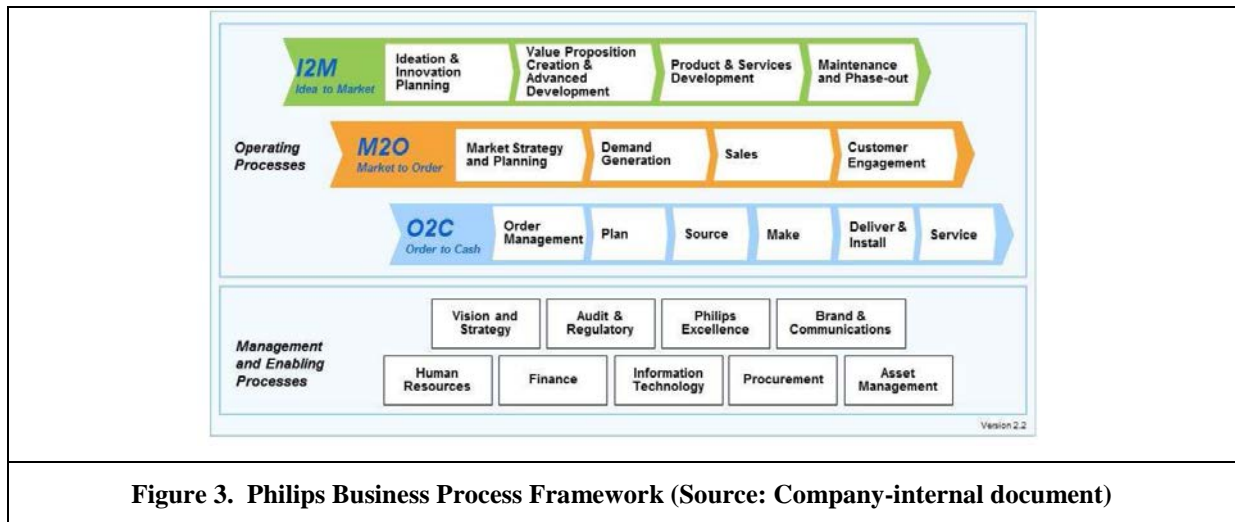 I2M
Idea to Market
Ideation &
Innovation
Planning
Value Proposition
Creation &
Advanced
Development
Product & Services
Development
Maintenance
and Phase-out
Operating
Processes
M2O
Market to Order
Market Strategy
and Planning
Demand
Generation
Sales
Customer
Engagement
O2C
Order to Cash
Order
Management
Plan
Source
Make
Deliver &
Install
Service
Management
and Enabling
Processes
Vision and
Strategy
Audit &
Regulatory
Philips
Excellence
Brand &
Communications
Human
Resources
Finance
Information
Technology
Procurement
Asset
Management
Version 2.2
Figure 3. Philips Business Process Framework (Source: Company-internal document)